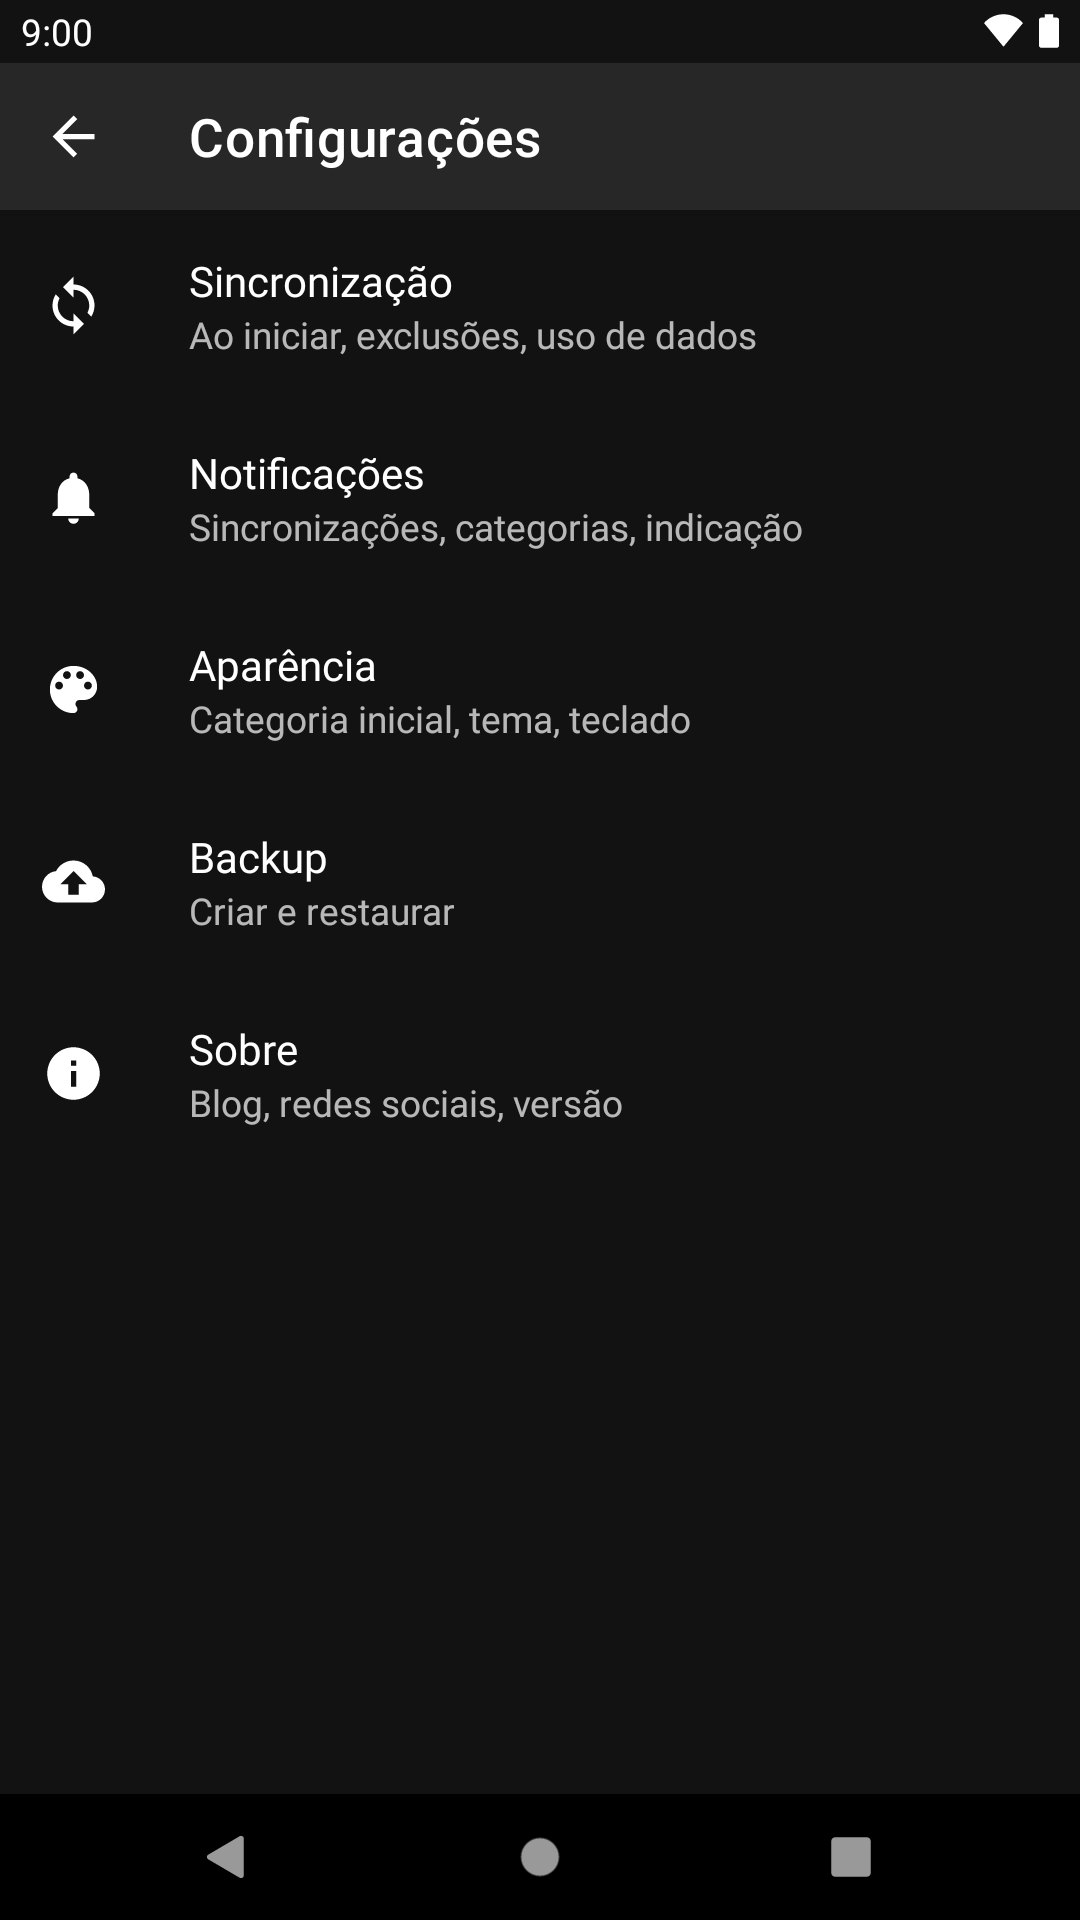 9:00
Configurações
Sincronização
Ao iniciar, exclusões, uso de dados
Notificações
Sincronizações, categorias, indicação
Aparência
Categoria inicial, tema, teclado
Backup
Criar e restaurar
Sobre
Blog, redes sociais, versão